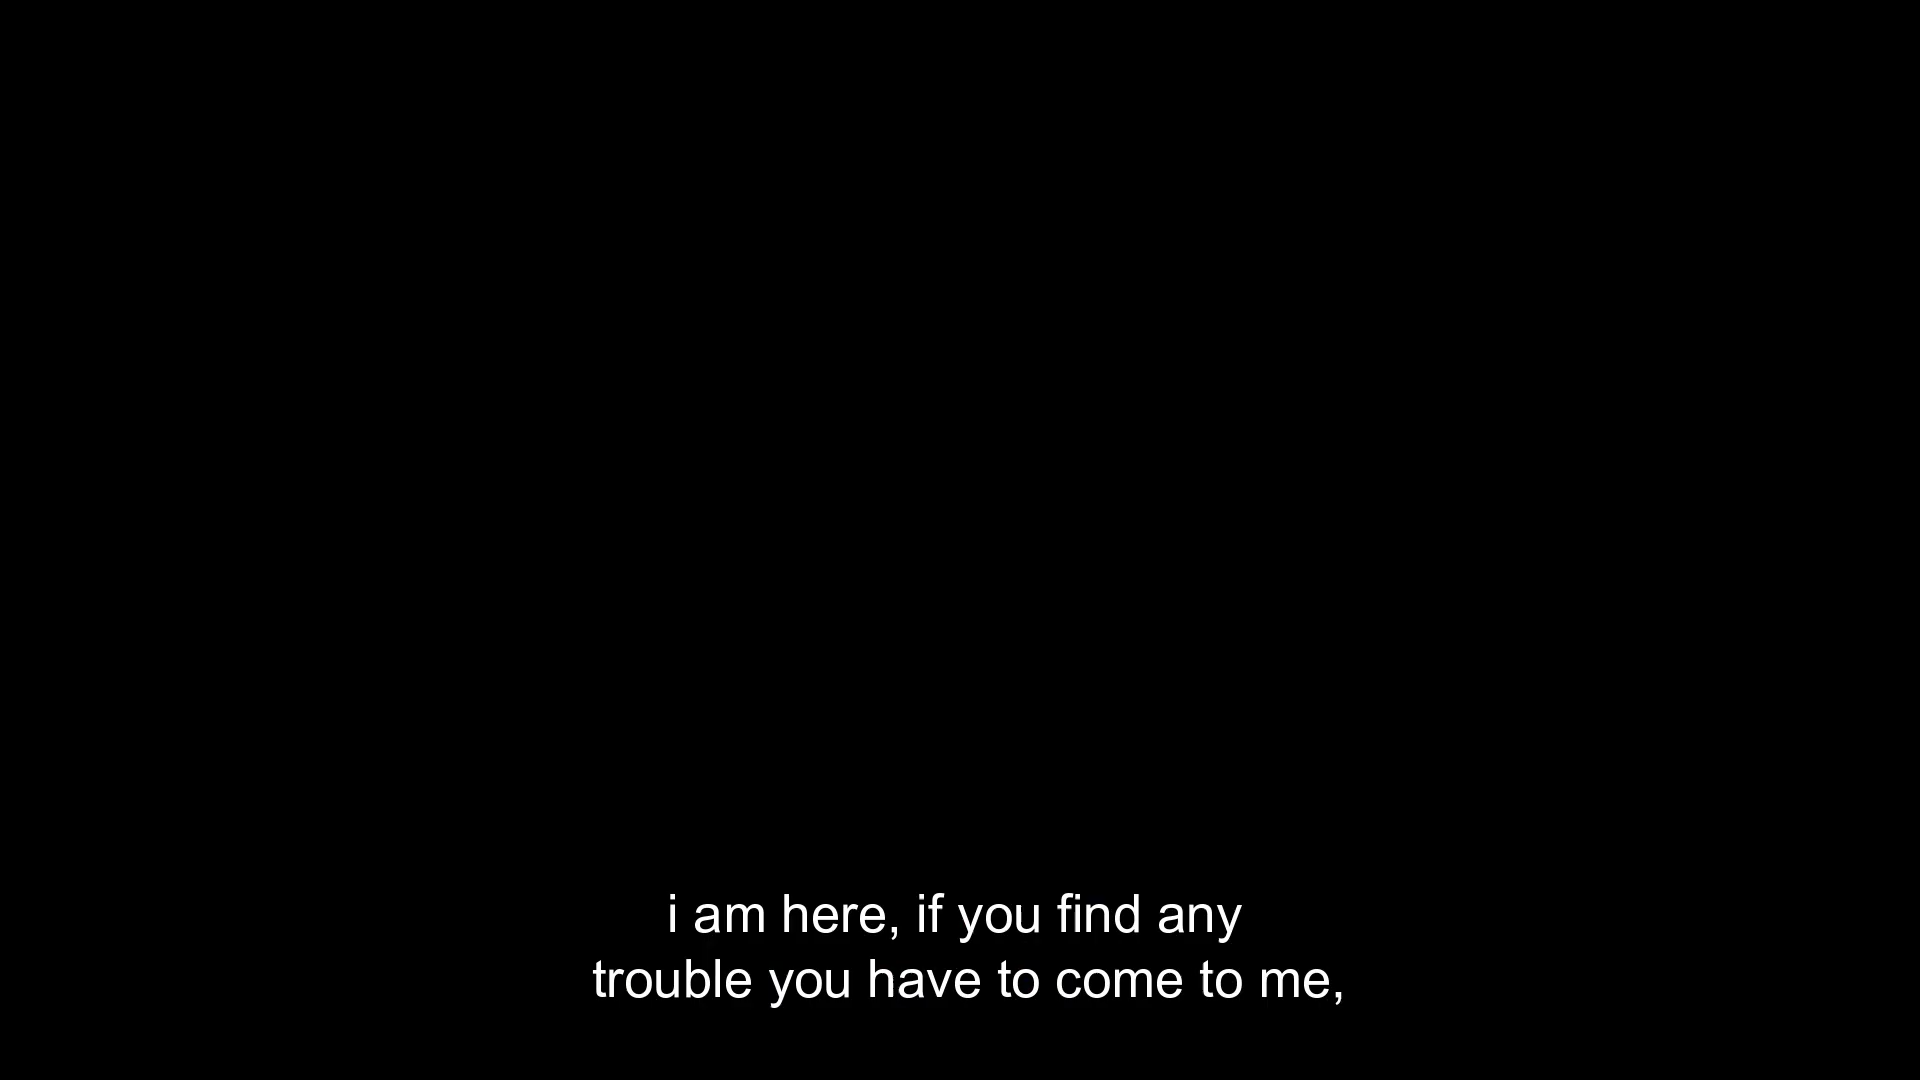 i am here, if you find any
trouble you have to come to me,